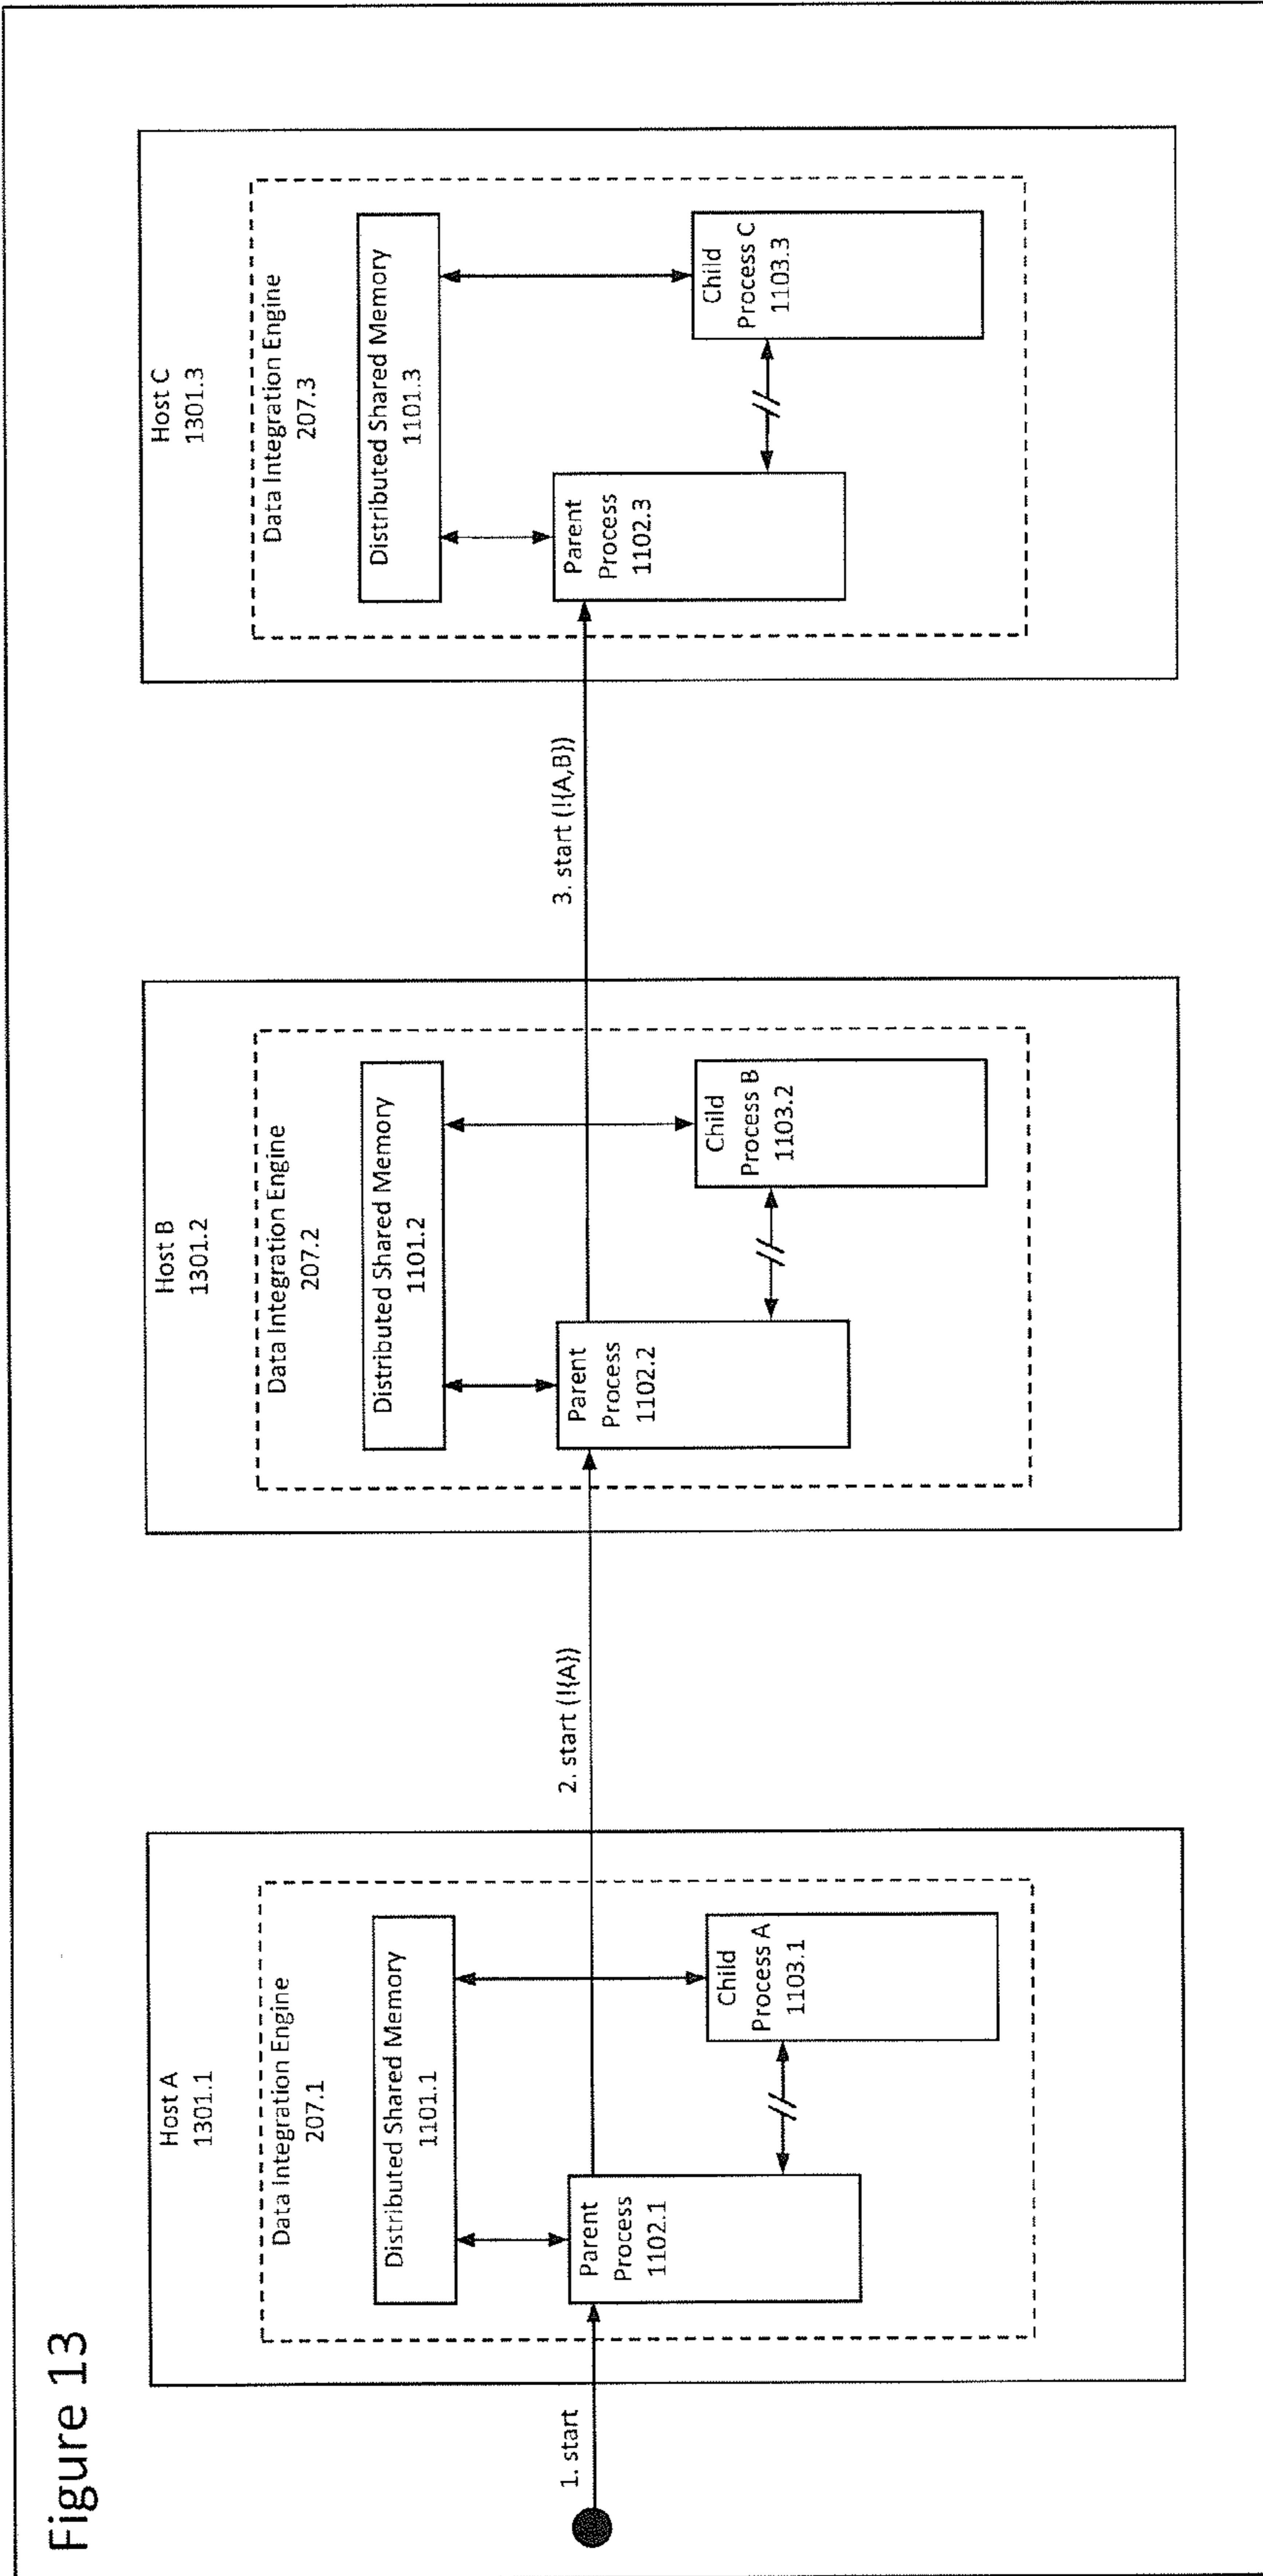 Figure 13
1. start
Host A
1301.1
Data Integration Engine
207.1
Distributed Shared Memory
1101.1
Parent
Process
1102.1
Child
Process A
1103.1
2. start (!{A})
Host B
1301.2
Data Integration Engine
207.2
Distributed Shared Memory
1101.2
Parent
Process
1102.2
Child
Process B
1103.2
3. start (!{A,B})
Host C
1301.3
Data Integration Engine
207.3
Distributed Shared Memory
1101.3
Parent
Process
1102.3
Child
Process C
1103.3